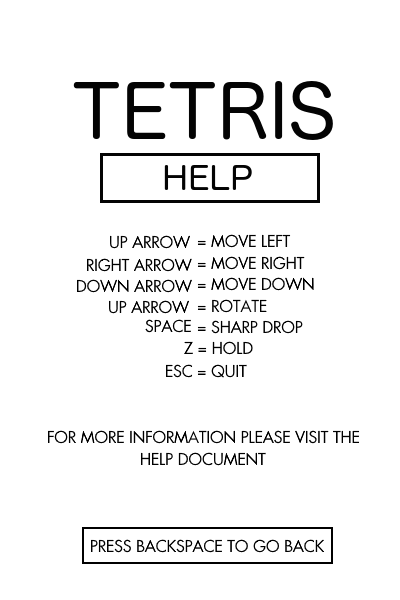 TETRIS
HELP
UP ARROW = MOVE LEFT
RIGHT ARROW = MOVE RIGHT
DOWN ARROW = MOVE DOWN
UP ARROW = ROTATE
SPACE = SHARP DROP
Z = HOLD
ESC = QUIT
FOR MORE INFORMATION PLEASE VISIT THE
HELP DOCUMENT
PRESS BACKSPACE TO GO BACK